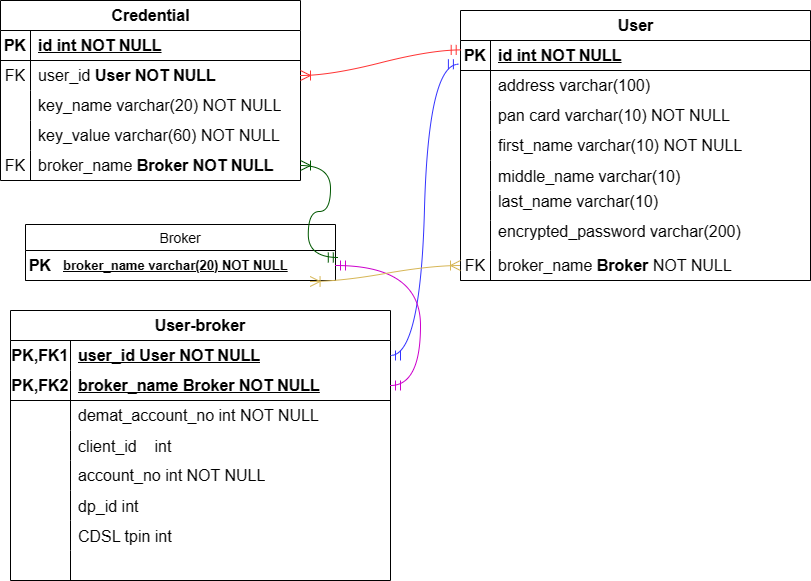 Credential
PK id int NOT NULL
FK user_id User NOT NULL
key_name varchar(20) NOT NULL
key_value varchar(60) NOT NULL
FK broker_name Broker NOT NULL
User
PK id int NOT NULL
address varchar(100)
pan card varchar(10) NOT NULL
first_name varchar(10) NOT NULL
middle_name varchar(10)
last_name varchar(10)
encrypted_password varchar(200)
FK broker_name Broker NOT NULL
Broker
PK broker_name varchar(20) NOT NULL
User-broker
PK,FK1 user_id User NOT NULL
PK,FK2 broker_name Broker NOT NULL
demat_account_no int NOT NULL
client_id int
account_no int NOT NULL
dp_id int
CDSL tpin int